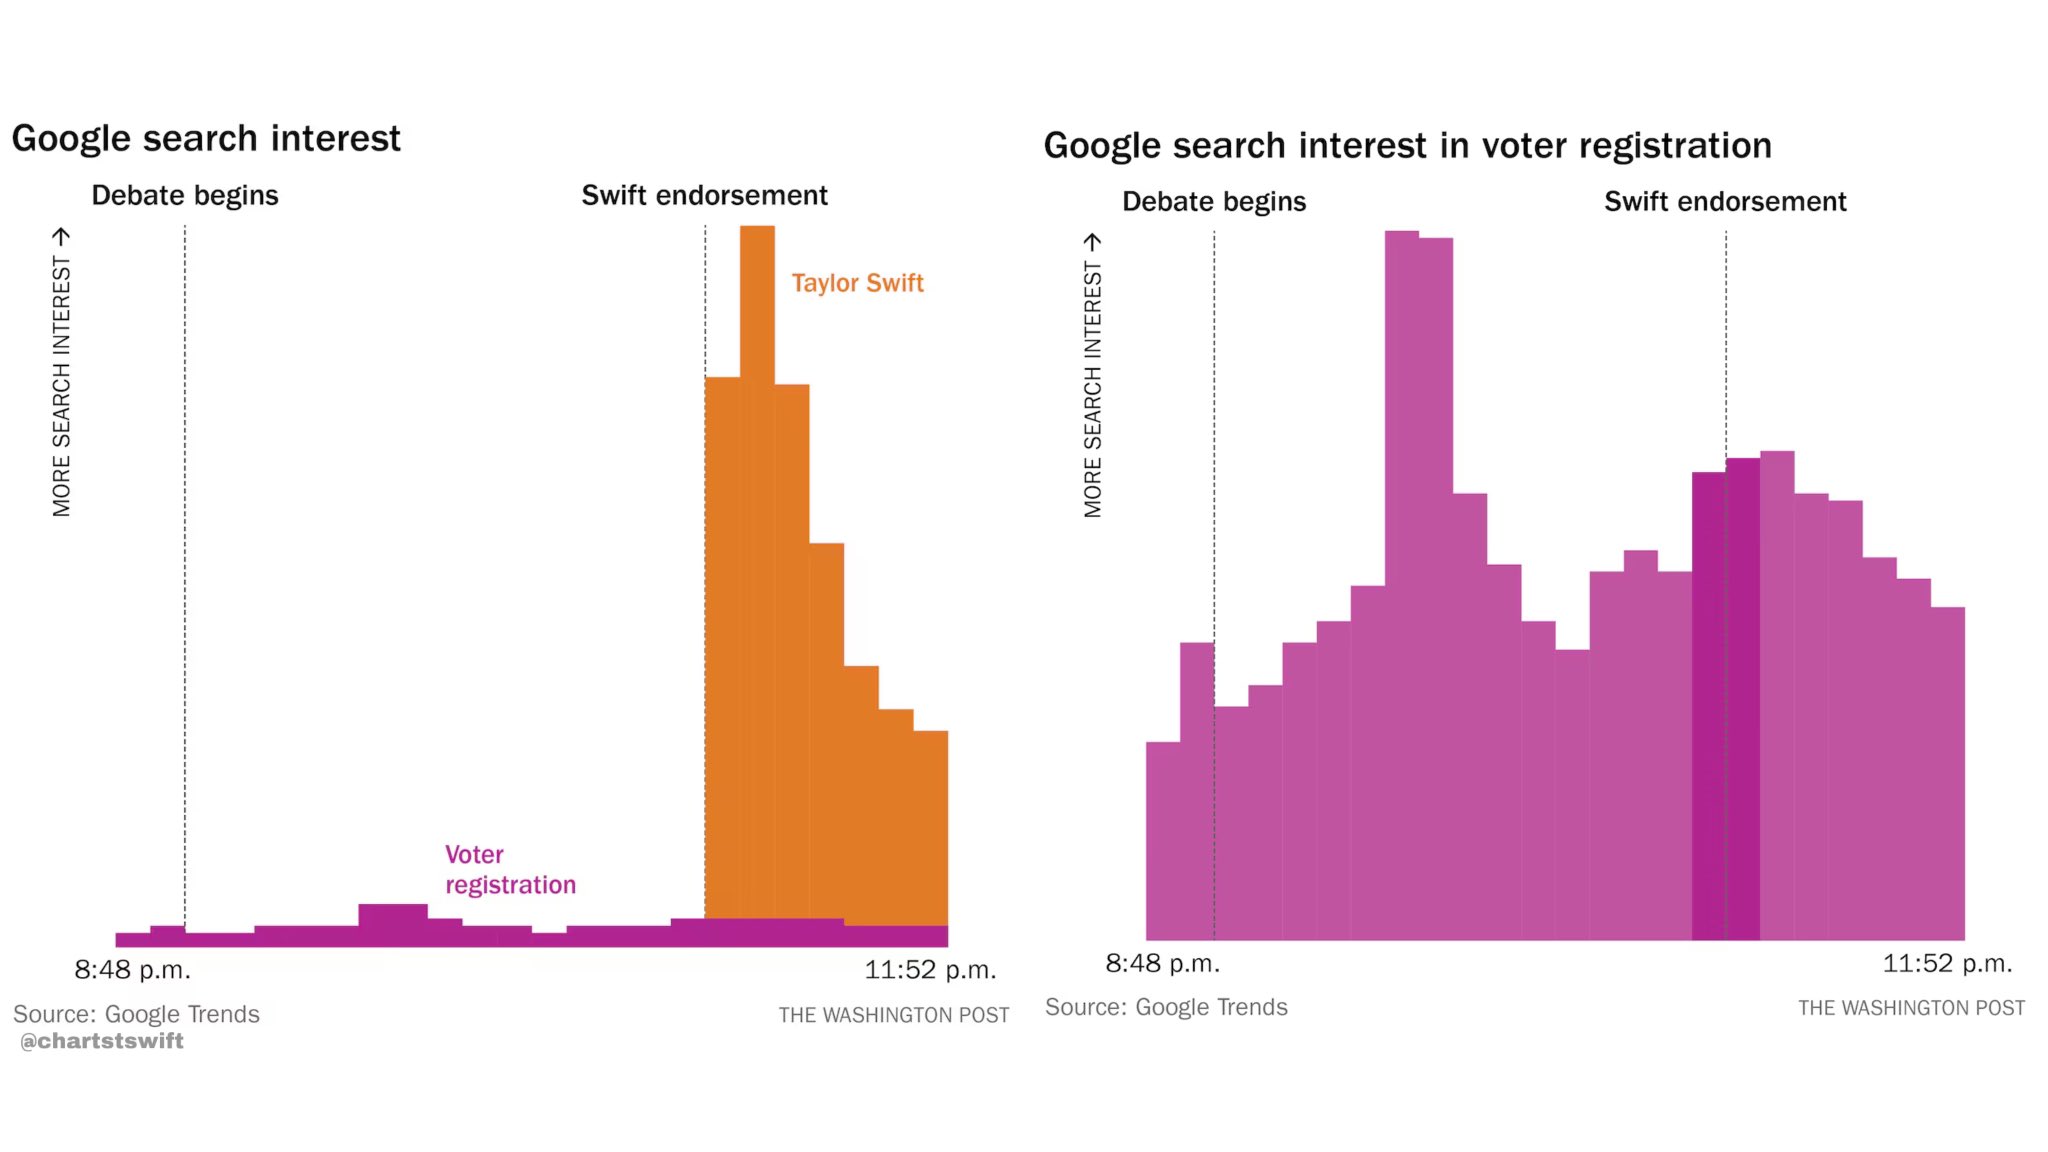 Google search interest
Debate begins
Swift endorsement
MORE SEARCH INTEREST →
Taylor Swift
Voter
registration
8:48 p.m.
11:52 p.m.
Source: Google Trends
THE WASHINGTON POST
@chartstswift
Google search interest in voter registration
Debate begins
Swift endorsement
MORE SEARCH INTEREST →
8:48 p.m.
11:52 p.m.
Source: Google Trends
THE WASHINGTON POST